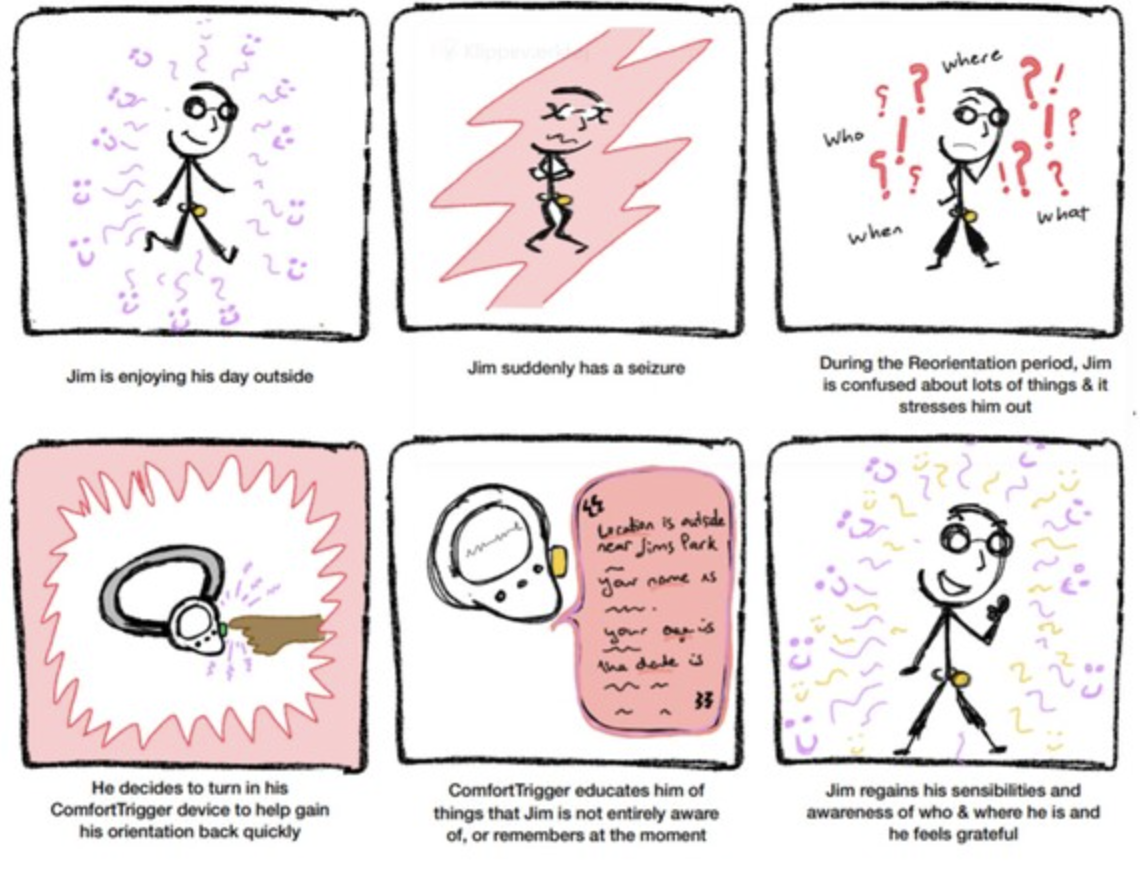 Jim is enjoying his day outside
Jim suddenly has a seizure
where
who
when
what
? ? ! ? ! ! ? ? ? ! ? ?
During the Reorientation period, Jim
is confused about lots of things & it
stresses him out
He decides to turn in his
ComfortTrigger device to help gain
his orientation back quickly
Location is outside
near Jims Park
your name is
your age is
the date is
ComfortTrigger educates him of
things that Jim is not entirely aware
of, or remembers at the moment
Jim regains his sensibilities and
awareness of who & where he is and
he feels grateful